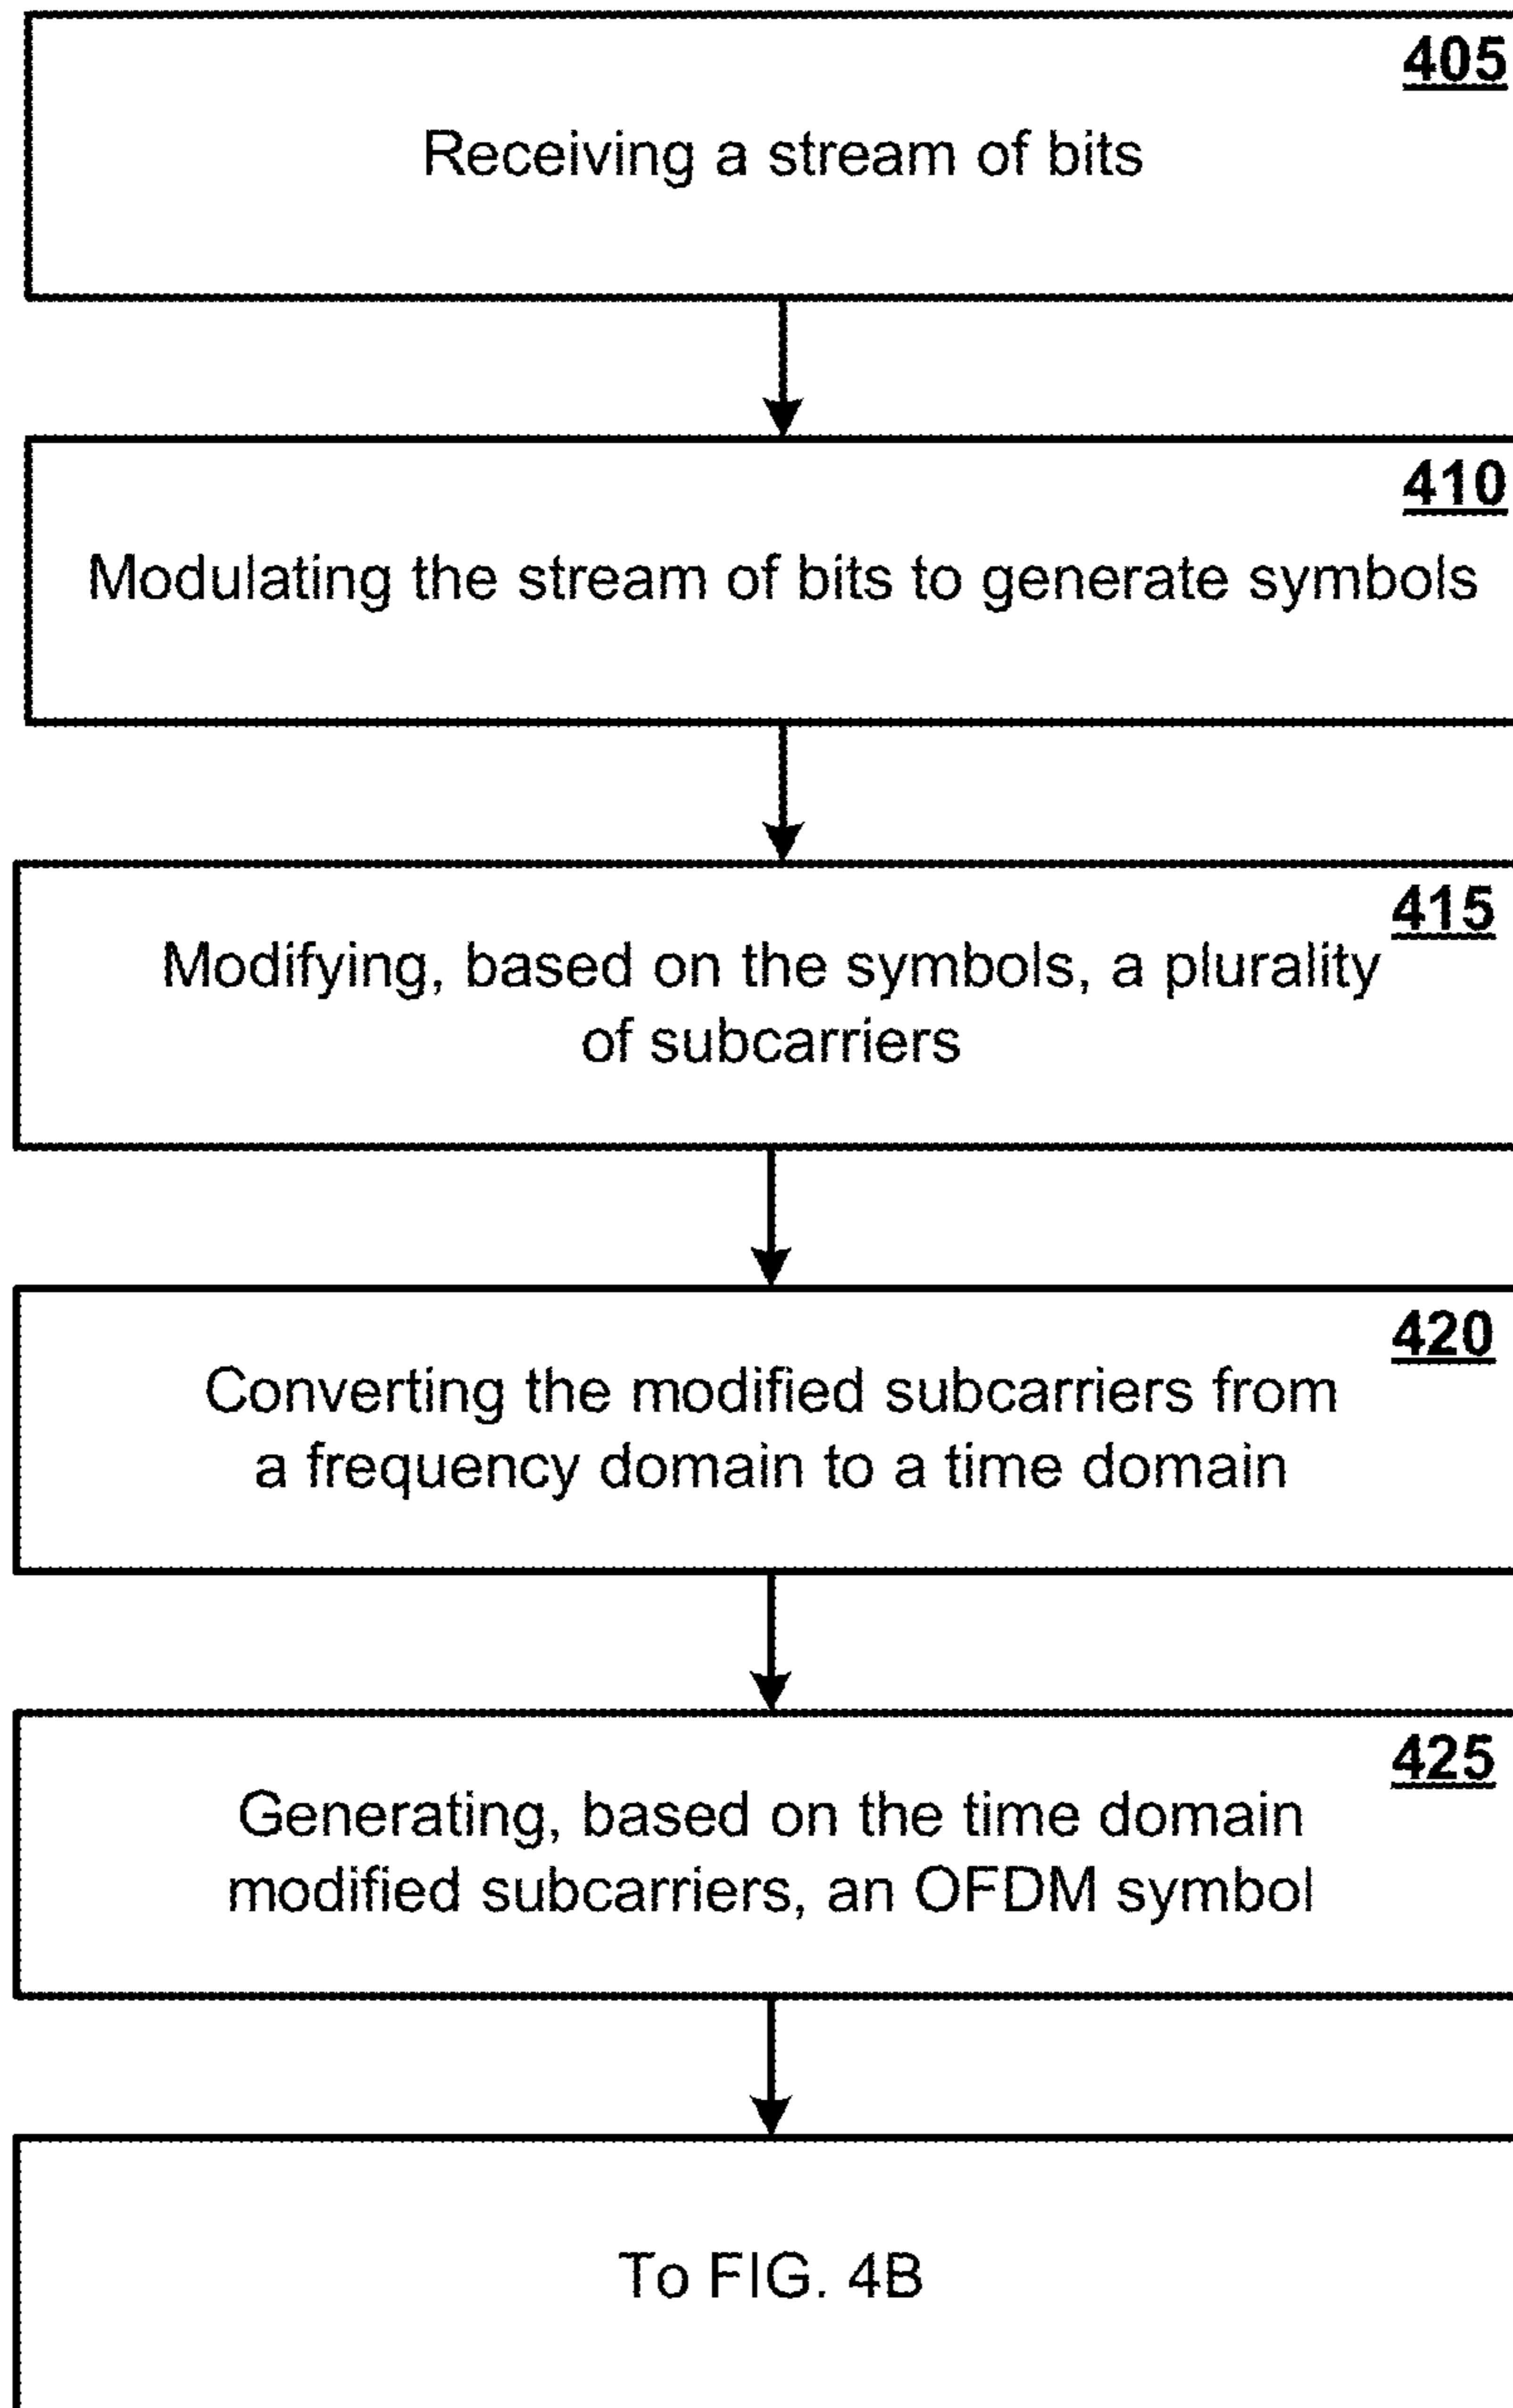 405
Receiving a stream of bits
410
Modulating the stream of bits to generate symbols
415
Modifying, based on the symbols, a plurality
of subcarriers
420
Converting the modified subcarriers from
a frequency domain to a time domain
425
Generating, based on the time domain
modified subcarriers, an OFDM symbol
To FIG. 4B